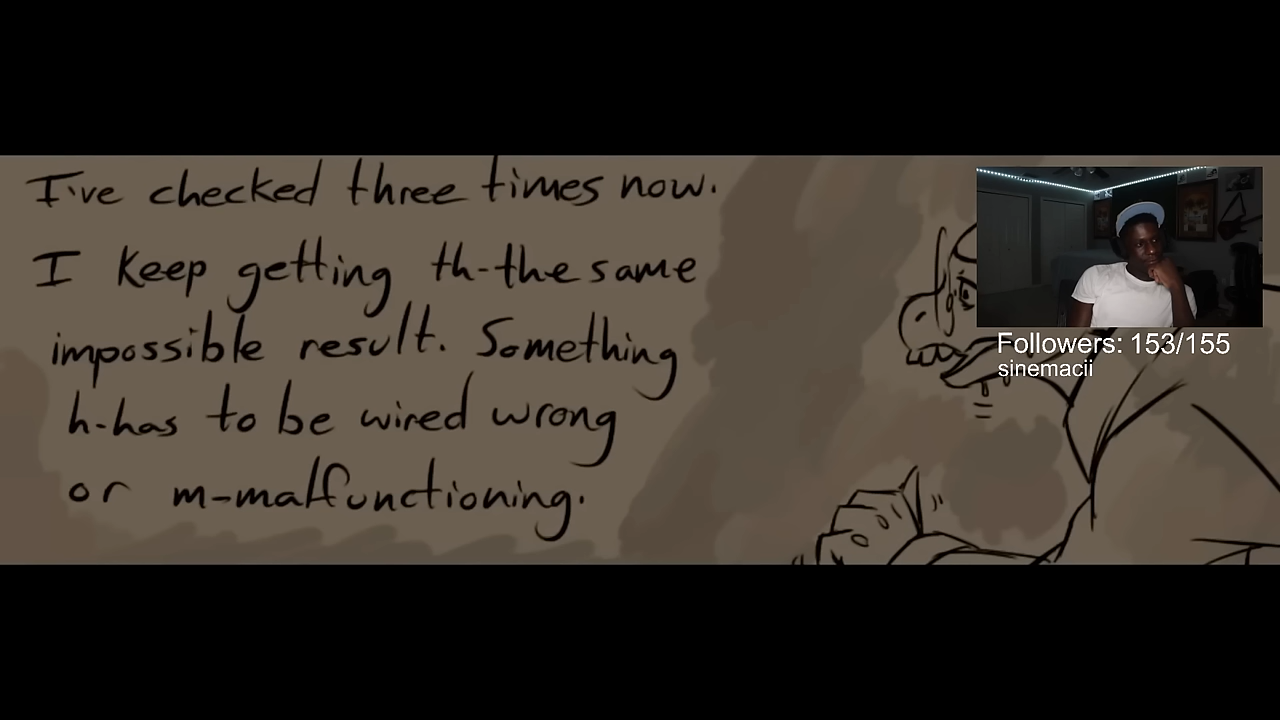 I've checked three times now.
I keep getting th-the same
impossible result. Something
h-has to be wired wrong
or m-malfunctioning.
Followers: 153/155
sinemacii